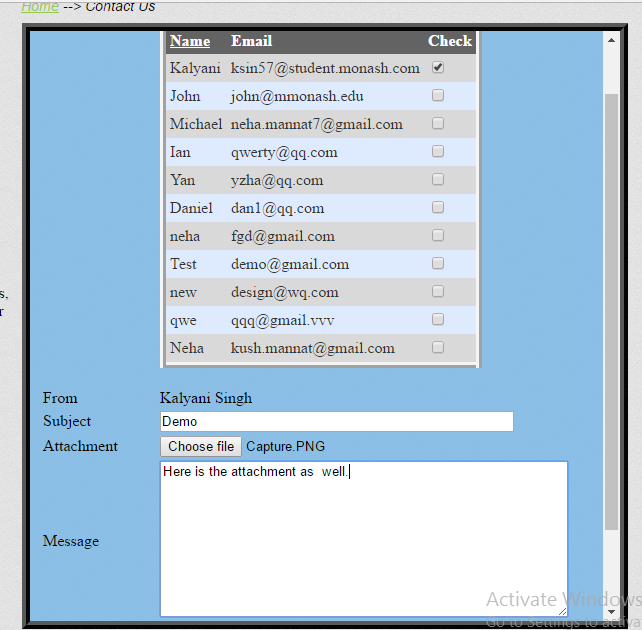 Home --> Contact Us
Name Email Check
Kalyani ksin57@student.monash.com
John john@mmonash.edu
Michael neha.mannat7@gmail.com
Ian qwerty@qq.com
Yan yzha@qq.com
Daniel dan1@qq.com
neha fgd@gmail.com
Test demo@gmail.com
new design@wq.com
s,
r
qwe qqq@gmail.vvv
Neha kush.mannat@gmail.com
From Kalyani Singh
Subject Demo
Attachment Choose file Capture.PNG
Here is the attachment as  well.
Message
Activate Windows
Go to Settings to activa